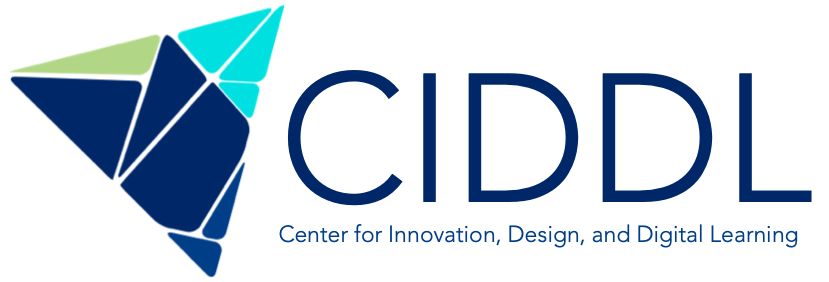 CIDDL
Center for Innovation, Design, and Digital Learning